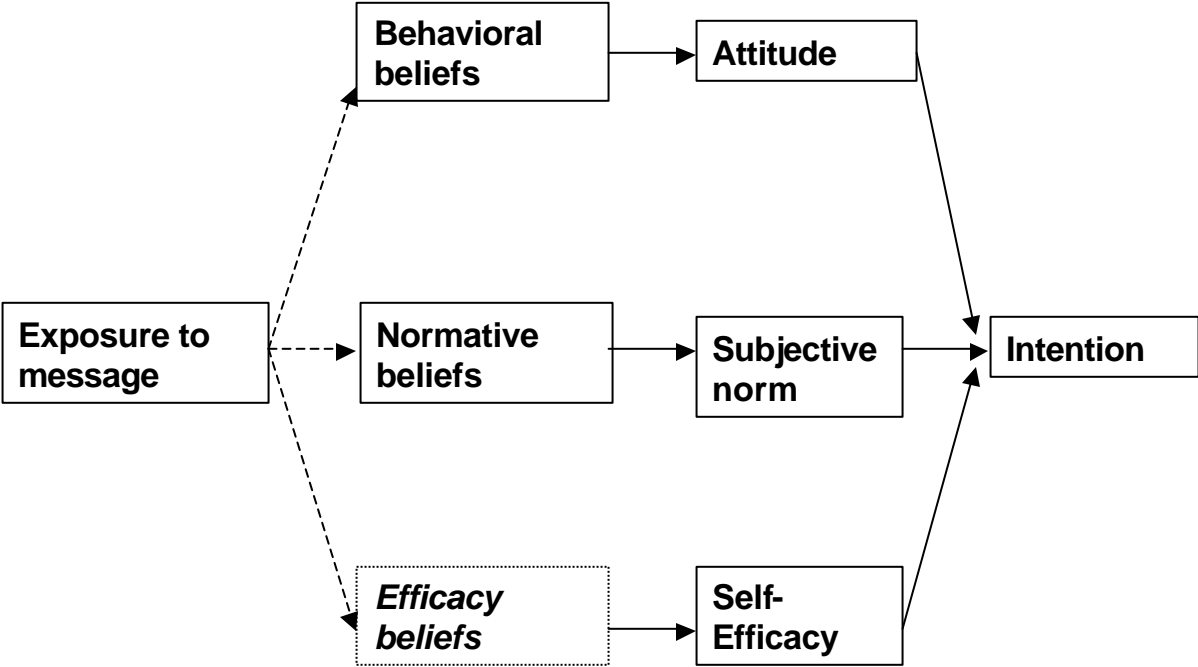 Behavioral
beliefs
Attitude
Exposure to
message
Normative
beliefs
Subjective
norm
Intention
Efficacy
beliefs
Self-
Efficacy